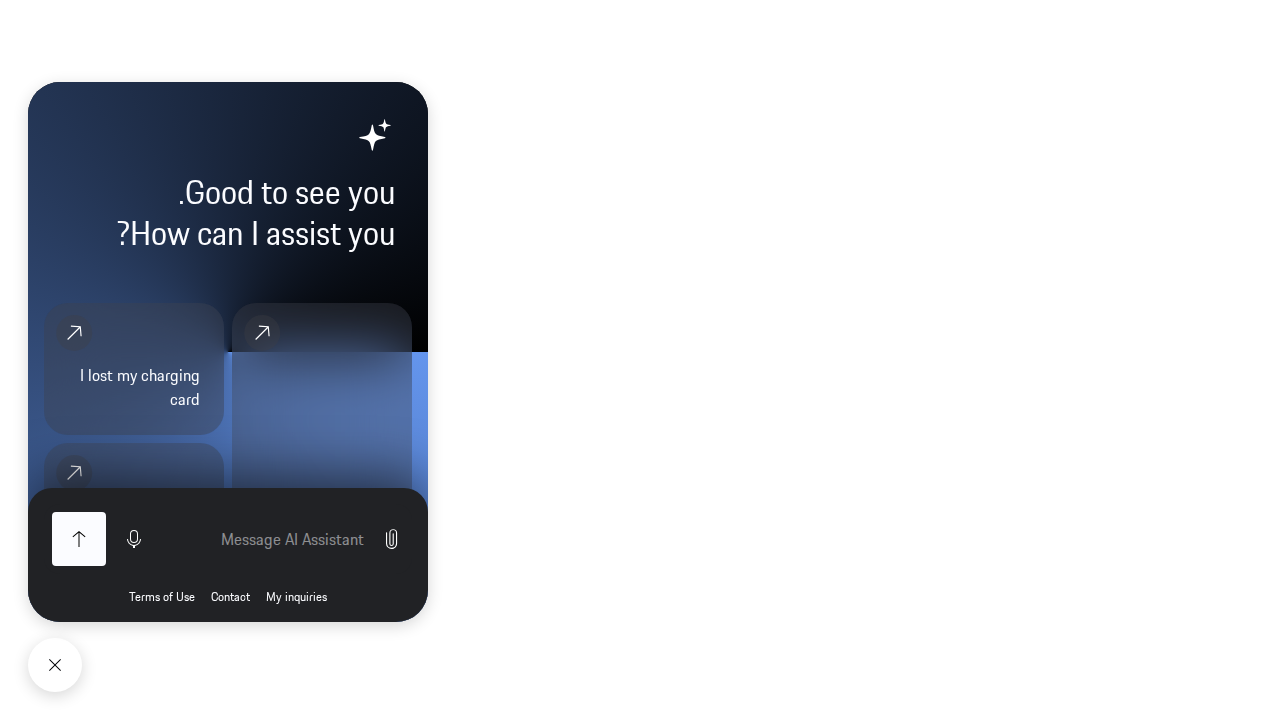 .Good to see you
?How can I assist you
I lost my charging
card
Message AI Assistant
Terms of Use Contact My inquiries